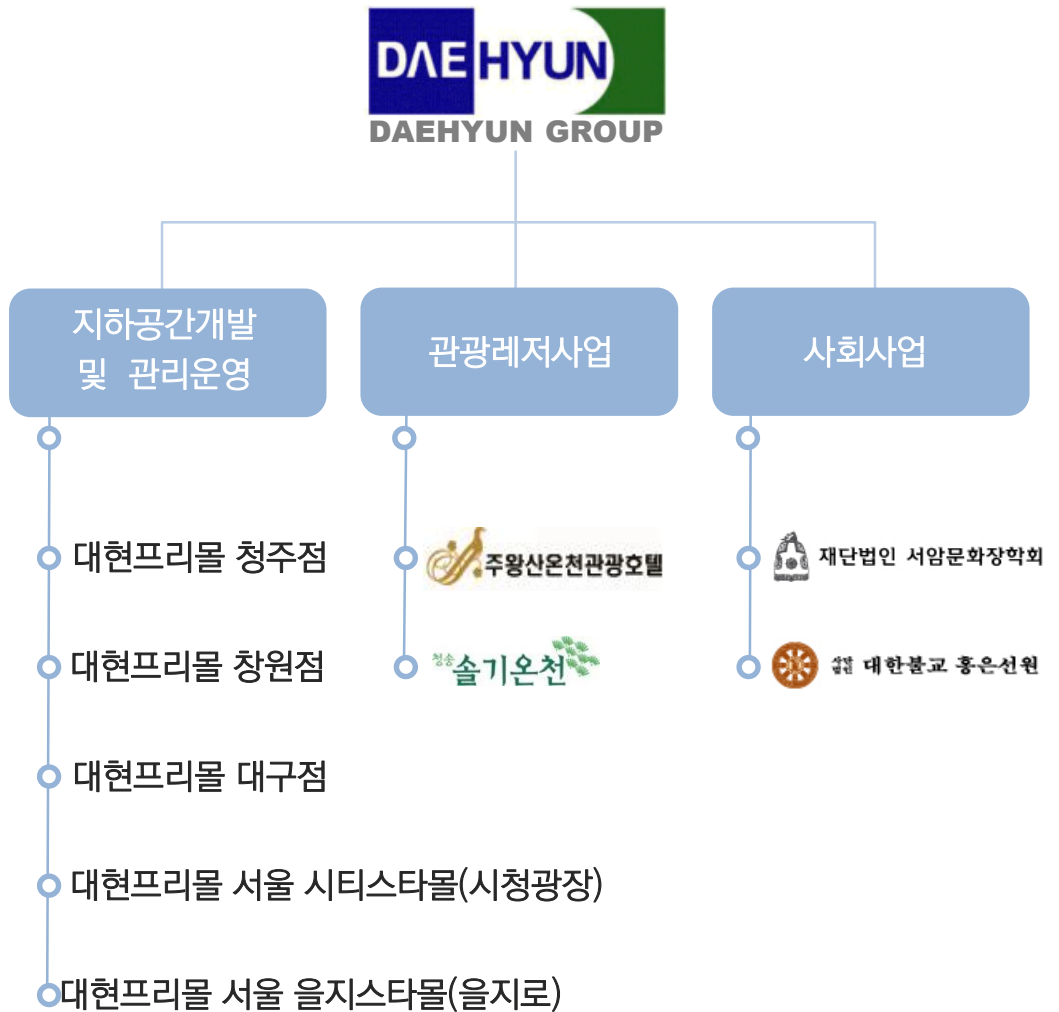 DAEHYUN
DAEHYUN GROUP
지하공간개발
및 관리운영
대현프리몰 청주점
대현프리몰 창원점
대현프리몰 대구점
대현프리몰 서울 시티스타몰(시청광장)
대현프리몰 서울 을지스타몰(을지로)
관광레저사업
주왕산온천관광호텔
청송 솔기온천
사회사업
재단법인 서암문화장학회
대한불교 홍은선원